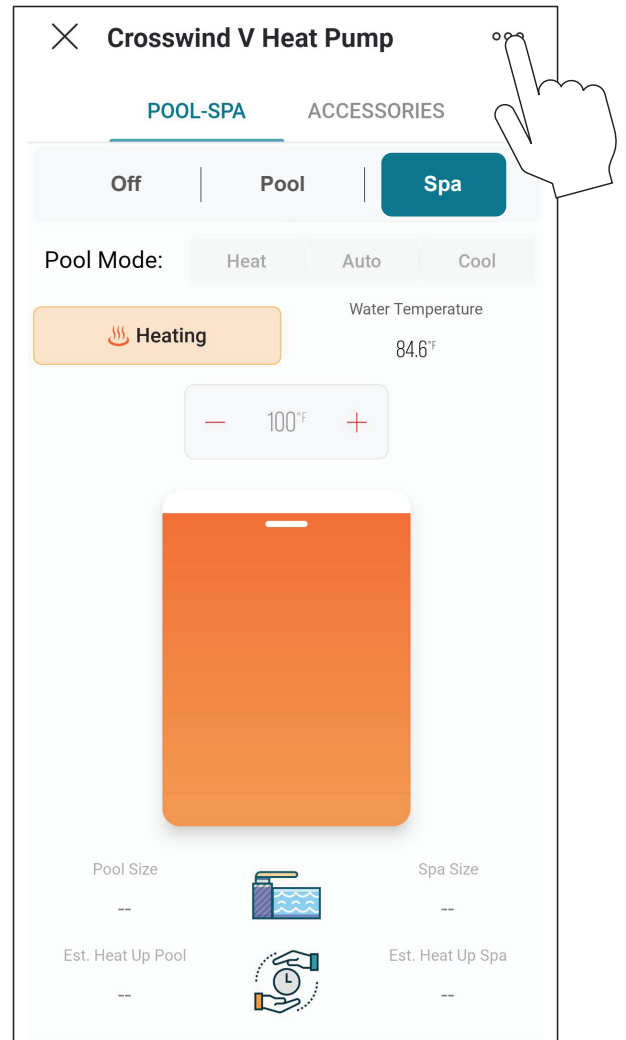 Crosswind V Heat Pump
POOL-SPA ACCESSORIES
Off Pool Spa
Pool Mode: Heat Auto Cool
Water Temperature
Heating
84.6°F
100°F
Pool Size Spa Size
-- --
Est. Heat Up Pool Est. Heat Up Spa
-- --